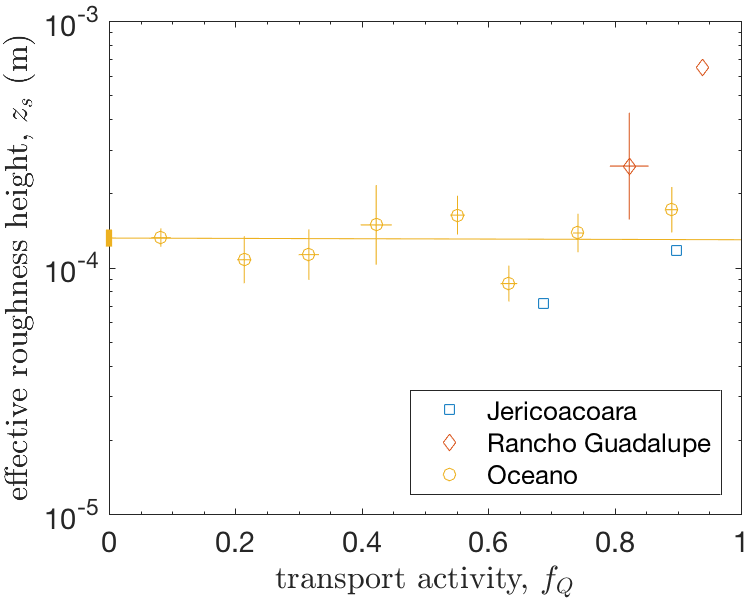 10⁻³
10⁻⁴
10⁻⁵
effective roughness height, zₛ (m)
0 0.2 0.4 0.6 0.8 1
transport activity, f_Q
Jericoacoara
Rancho Guadalupe
Oceano